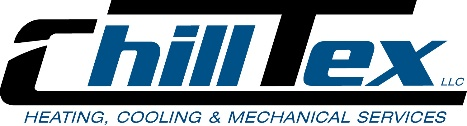 ChillTex LLC
HEATING, COOLING & MECHANICAL SERVICES